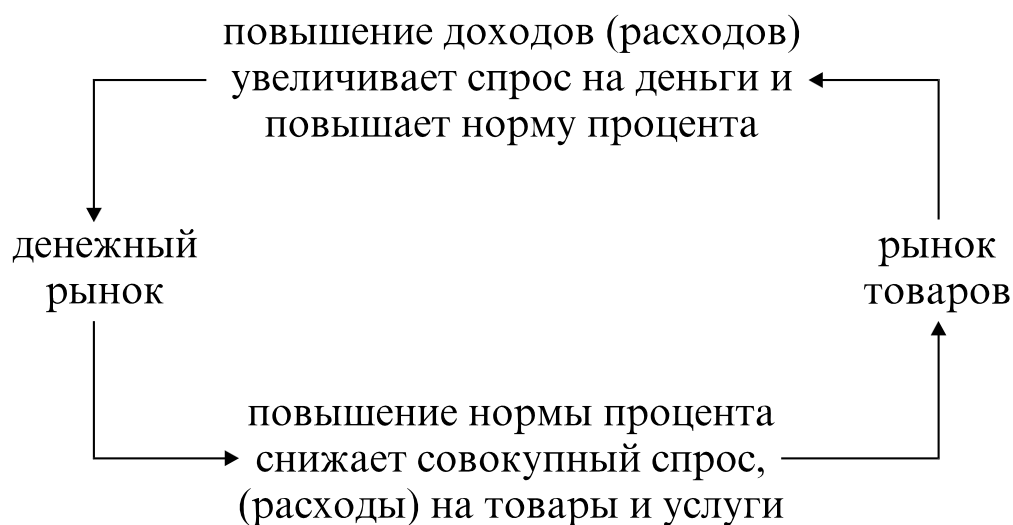 повышение доходов (расходов)
увеличивает спрос на деньги и
повышает норму процента
денежный
рынок
рынок
товаров
повышение нормы процента
снижает совокупный спрос,
(расходы) на товары и услуги